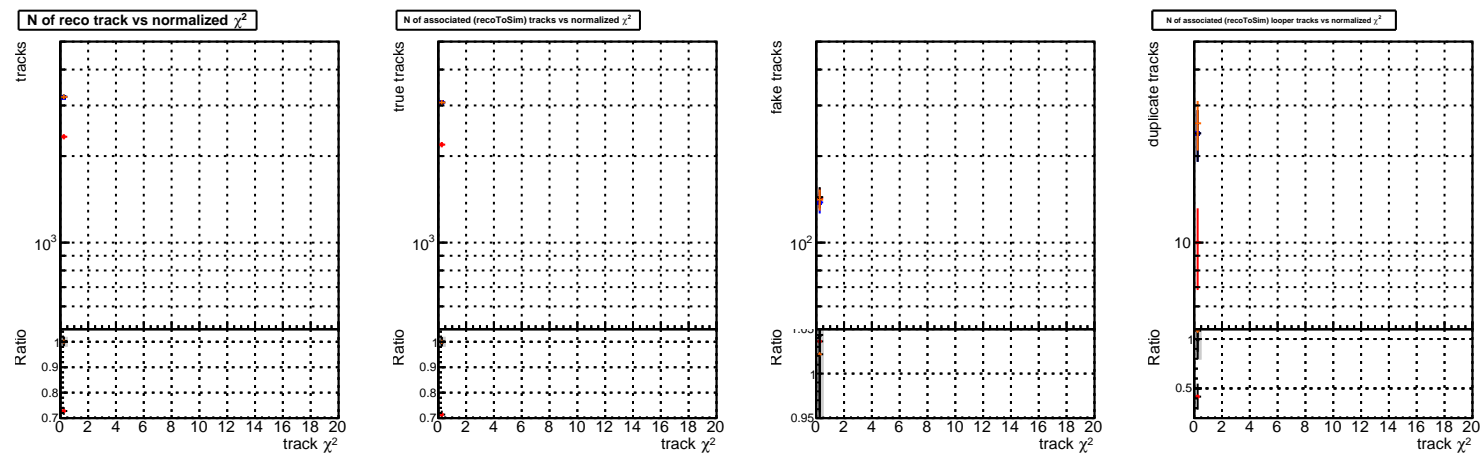 N of reco track vs normalized χ²
tracks
10³
Ratio
1
0.9
0.8
0.7
0 2 4 6 8 10 12 14 16 18 20
track χ²
N of associated (recoToSim) tracks vs normalized χ²
true tracks
10³
Ratio
1
0.9
0.8
0.7
0 2 4 6 8 10 12 14 16 18 20
track χ²
fake tracks
10²
Ratio
1.05
1
0.95
0 2 4 6 8 10 12 14 16 18 20
track χ²
N of associated (recoToSim) looper tracks vs normalized χ²
duplicate tracks
10
Ratio
1
0.5
0 2 4 6 8 10 12 14 16 18 20
track χ²